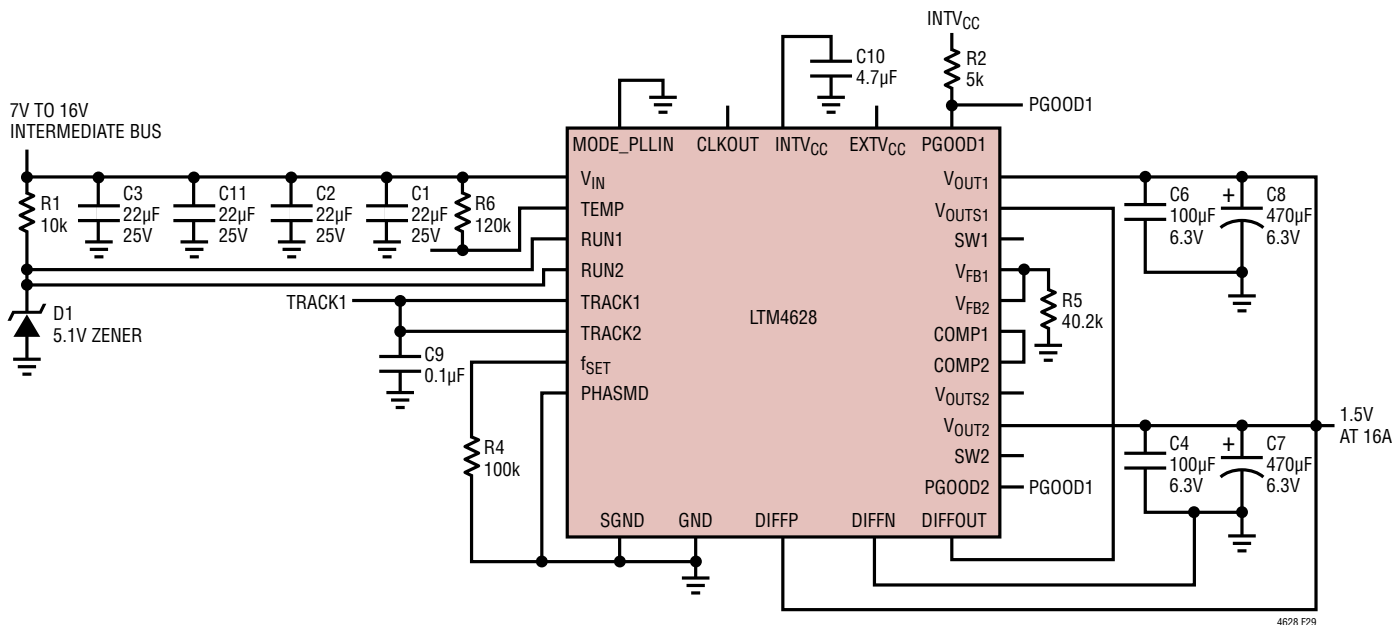 INTVCC
R2
5k
C10
4.7µF
PGOOD1
7V TO 16V
INTERMEDIATE BUS
MODE_PLLIN
CLKOUT
INTVCC
EXTVCC
PGOOD1
R1
10k
C3
22µF
25V
C11
22µF
25V
C2
22µF
25V
C1
22µF
25V
R6
120k
VIN
TEMP
RUN1
RUN2
TRACK1
TRACK2
fSET
PHASMD
TRACK1
D1
5.1V ZENER
C9
0.1µF
R4
100k
LTM4628
VOUT1
VOUTS1
SW1
VFB1
VFB2
COMP1
COMP2
VOUTS2
VOUT2
SW2
PGOOD2
PGOOD1
C6
100µF
6.3V
+
C8
470µF
6.3V
R5
40.2k
1.5V
AT 16A
C4
100µF
6.3V
+
C7
470µF
6.3V
SGND
GND
DIFFP
DIFFN
DIFFOUT
4628 F29